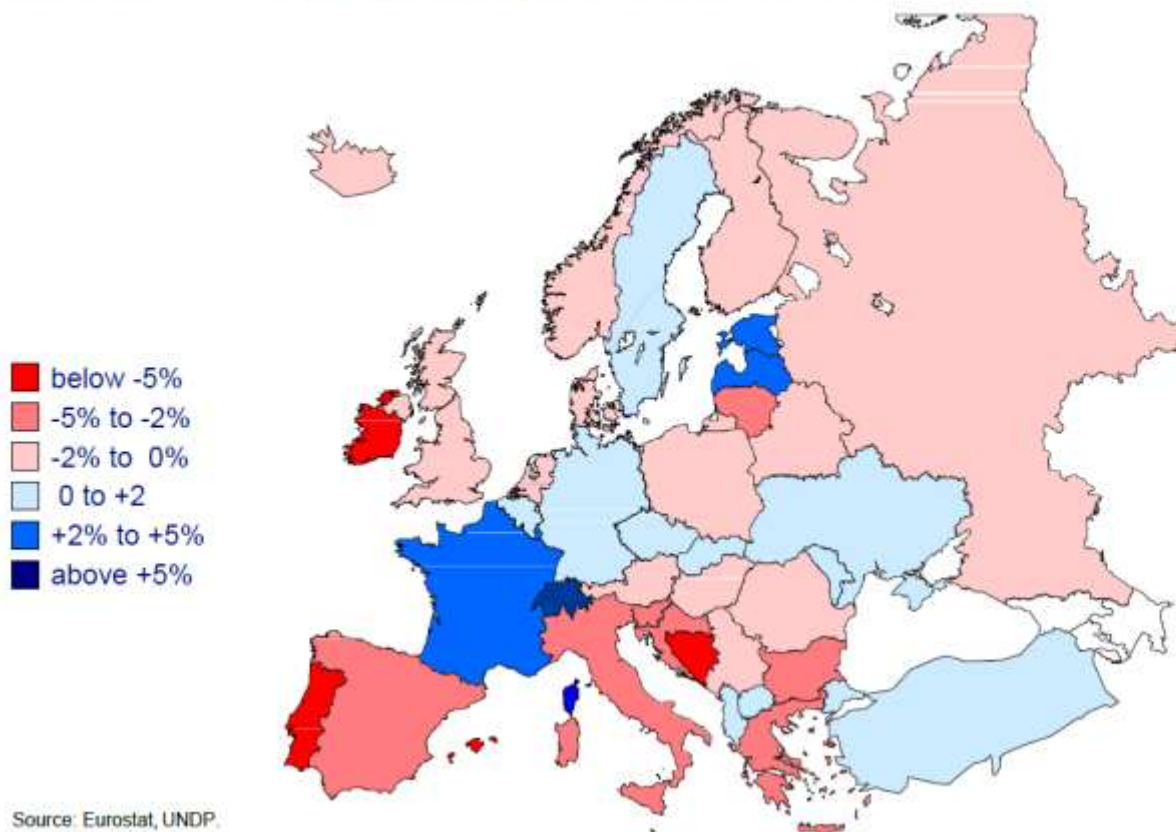 below -5%
-5% to -2%
-2% to 0%
0 to +2
+2% to +5%
above +5%
Source: Eurostat, UNDP.